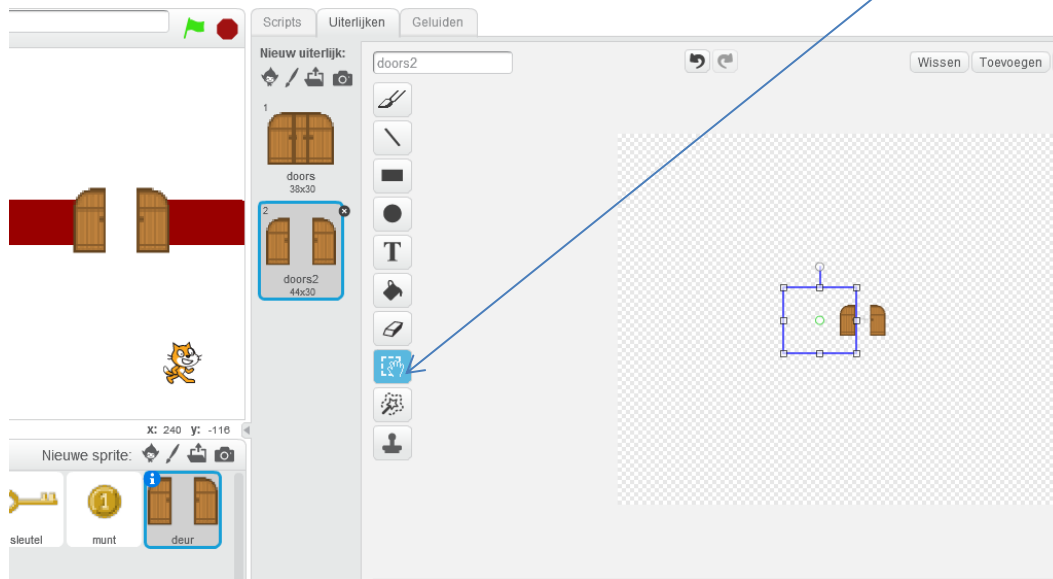 Scripts Uiterlijken Geluiden
Nieuw uiterlijk:
doors2
Wissen Toevoegen
1
doors
38x30
2
doors2
44x30
T
X: 240 y: -116
Nieuwe sprite:
1
sleutel munt deur